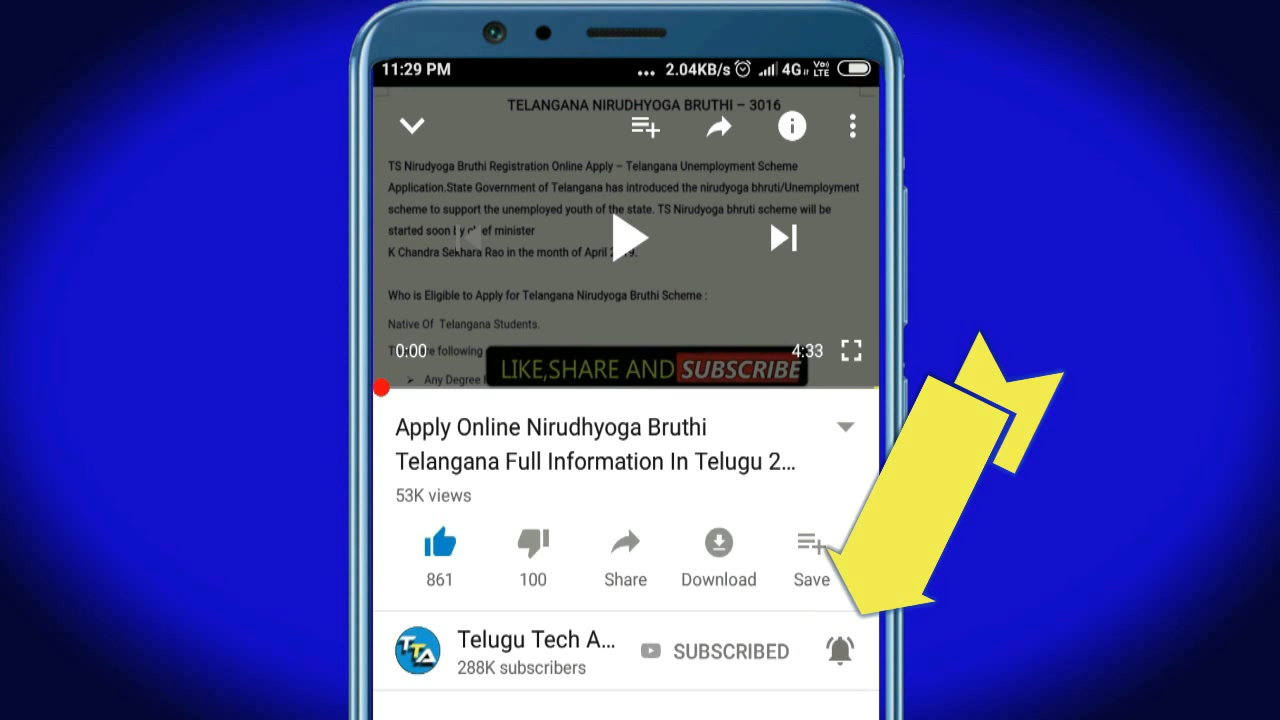 11:29 PM
... 2.04KB/s 4G VoLTE
TELANGANA NIRUDHYOGA BRUTHI – 3016
TS Nirudyoga Bruthi Registration Online Apply – Telangana Unemployment Scheme
Application.State Government of Telangana has introduced the nirudyoga bhruti/Unemployment
scheme to support the unemployed youth of the state. TS Nirudyoga bhruti scheme will be
started soon by chief minister
K Chandra Sekhara Rao in the month of April
Who is Eligible to Apply for Telangana Nirudyoga Bruthi Scheme :
Native Of Telangana Students.
following
0:00
4:33
➢ Any Degree
LIKE,SHARE AND SUBSCRIBE
Apply Online Nirudhyoga Bruthi
Telangana Full Information In Telugu 2...
53K views
861
100
Share
Download
Save
TTA
Telugu Tech A...
SUBSCRIBED
288K subscribers